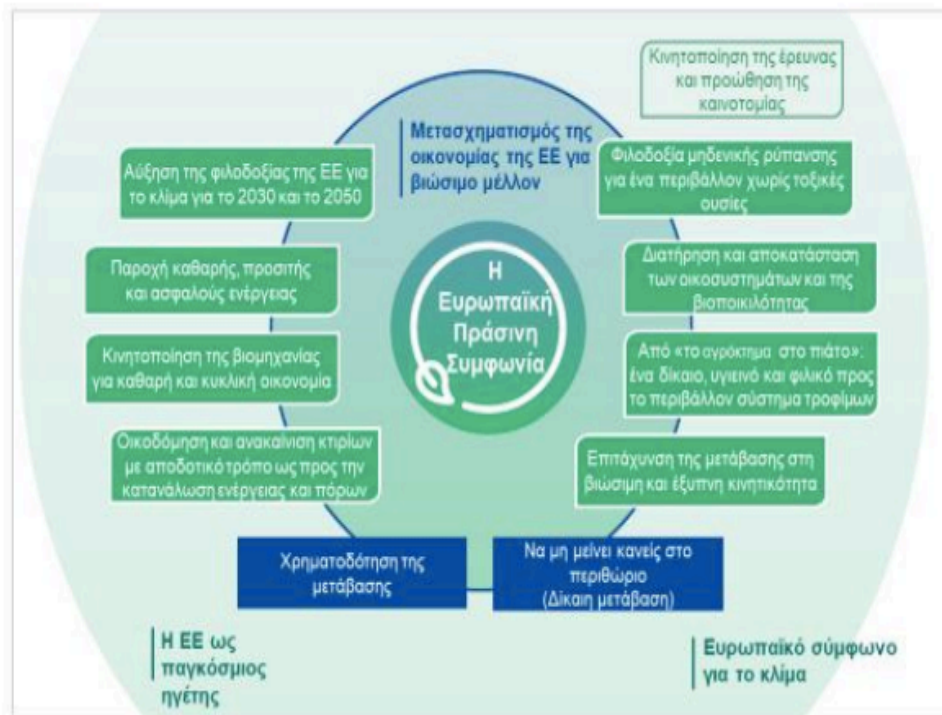 Κινητοποίηση της έρευνας
και προώθηση της
καινοτομίας
Μετασχηματισμός της
οικονομίας της ΕΕ για
βιώσιμο μέλλον
Αύξηση της φιλοδοξίας της ΕΕ για
το κλίμα για το 2030 και το 2050
Φιλοδοξία μηδενικής ρύπανσης
για ένα περιβάλλον χωρίς τοξικές
ουσίες
Παροχή καθαρής, προσιτής
και ασφαλούς ενέργειας
Διατήρηση και αποκατάσταση
των οικοσυστημάτων και της
βιοποικιλότητας
Η
Ευρωπαϊκή
Πράσινη
Συμφωνία
Κινητοποίηση της βιομηχανίας
για καθαρή και κυκλική οικονομία
Από «το αγρόκτημα στο πιάτο»:
ένα δίκαιο, υγιεινό και φιλικό προς
το περιβάλλον σύστημα τροφίμων
Οικοδόμηση και ανακαίνιση κτιρίων
με αποδοτικό τρόπο ως προς την
κατανάλωση ενέργειας και πόρων
Επιτάχυνση της μετάβασης στη
βιώσιμη και έξυπνη κινητικότητα
Χρηματοδότηση της
μετάβασης
Να μη μείνει κανείς στο
περιθώριο
(Δίκαιη μετάβαση)
Η ΕΕ ως
παγκόσμιος
ηγέτης
Ευρωπαϊκό σύμφωνο
για το κλίμα